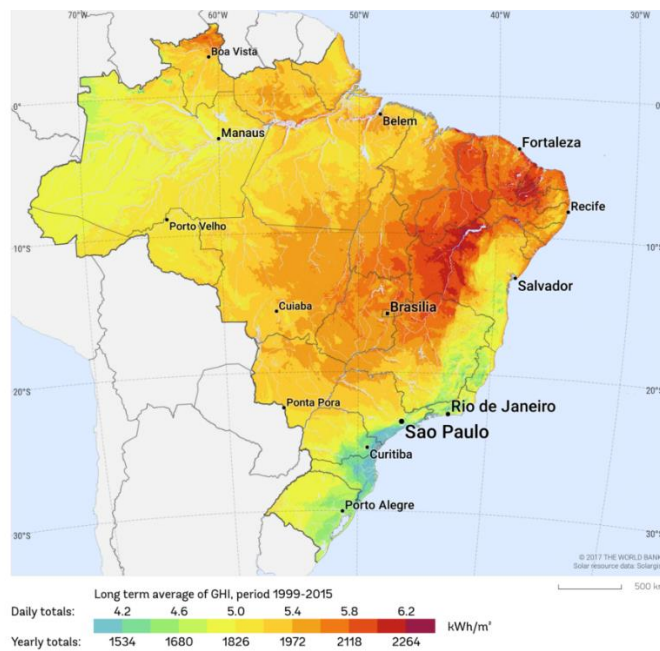 60°W
50°W
40°W
Boa Vista
0°
0°
Manaus
Belem
Fortaleza
Recife
Porto Velho
10°S
10°S
Salvador
Cuiaba
Brasilia
20°S
20°S
Ponta Pora
Rio de Janeiro
Sao Paulo
Curitiba
Porto Alegre
30°S
30°S
© 2017 THE WORLD BANK
Solar resource data: Solargis
500 km
Long term average of GHI, period 1999-2015
Daily totals: 4.2 4.6 5.0 5.4 5.8 6.2
kWh/m²
Yearly totals: 1534 1680 1826 1972 2118 2264